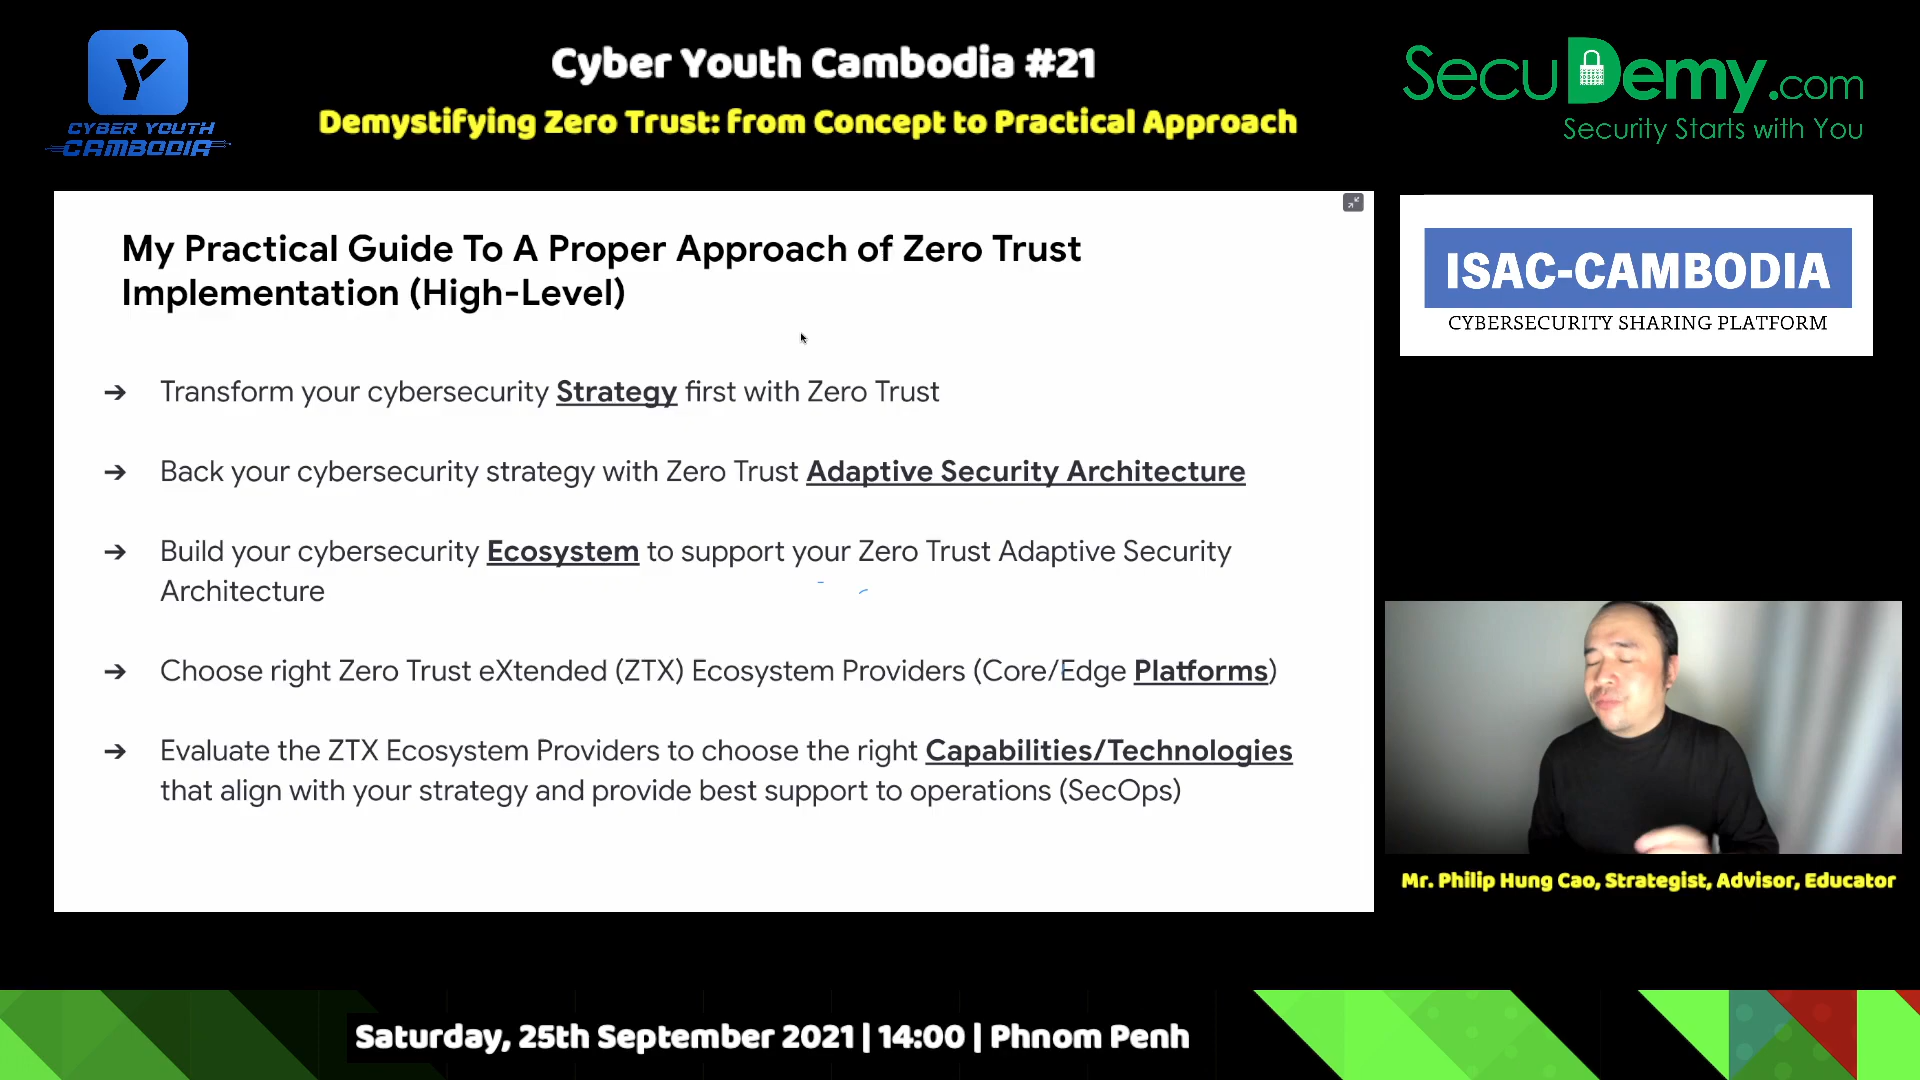 Cyber Youth Cambodia #21
Demystifying Zero Trust: from Concept to Practical Approach
CYBER YOUTH
CAMBODIA
SecuDemy.com
Security Starts with You
My Practical Guide To A Proper Approach of Zero Trust
Implementation (High-Level)
➔ Transform your cybersecurity Strategy first with Zero Trust
➔ Back your cybersecurity strategy with Zero Trust Adaptive Security Architecture
➔ Build your cybersecurity Ecosystem to support your Zero Trust Adaptive Security
Architecture
➔ Choose right Zero Trust eXtended (ZTX) Ecosystem Providers (Core/Edge Platforms)
➔ Evaluate the ZTX Ecosystem Providers to choose the right Capabilities/Technologies
that align with your strategy and provide best support to operations (SecOps)
ISAC-CAMBODIA
CYBERSECURITY SHARING PLATFORM
Mr. Philip Hung Cao, Strategist, Advisor, Educator
Saturday, 25th September 2021 | 14:00 | Phnom Penh